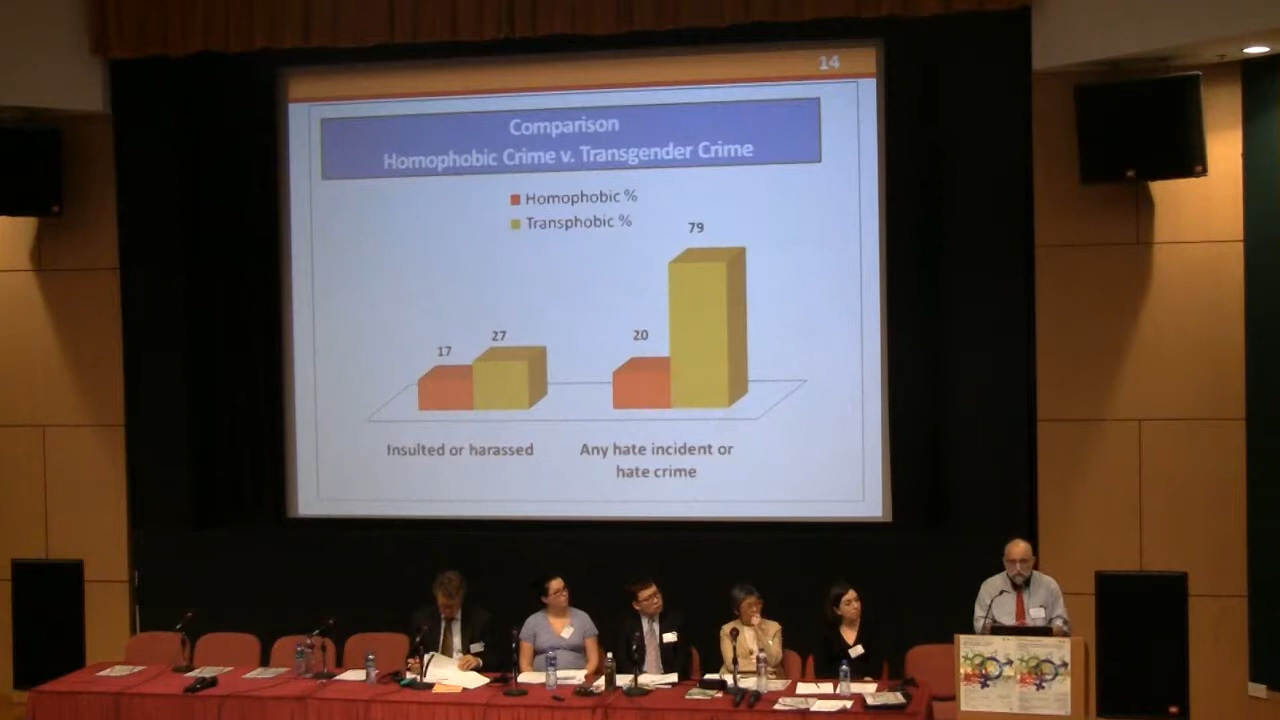 14
Comparison
Homophobic Crime v. Transgender Crime
Homophobic %
Transphobic %
79
17
27
20
Insulted or harassed
Any hate incident or
hate crime